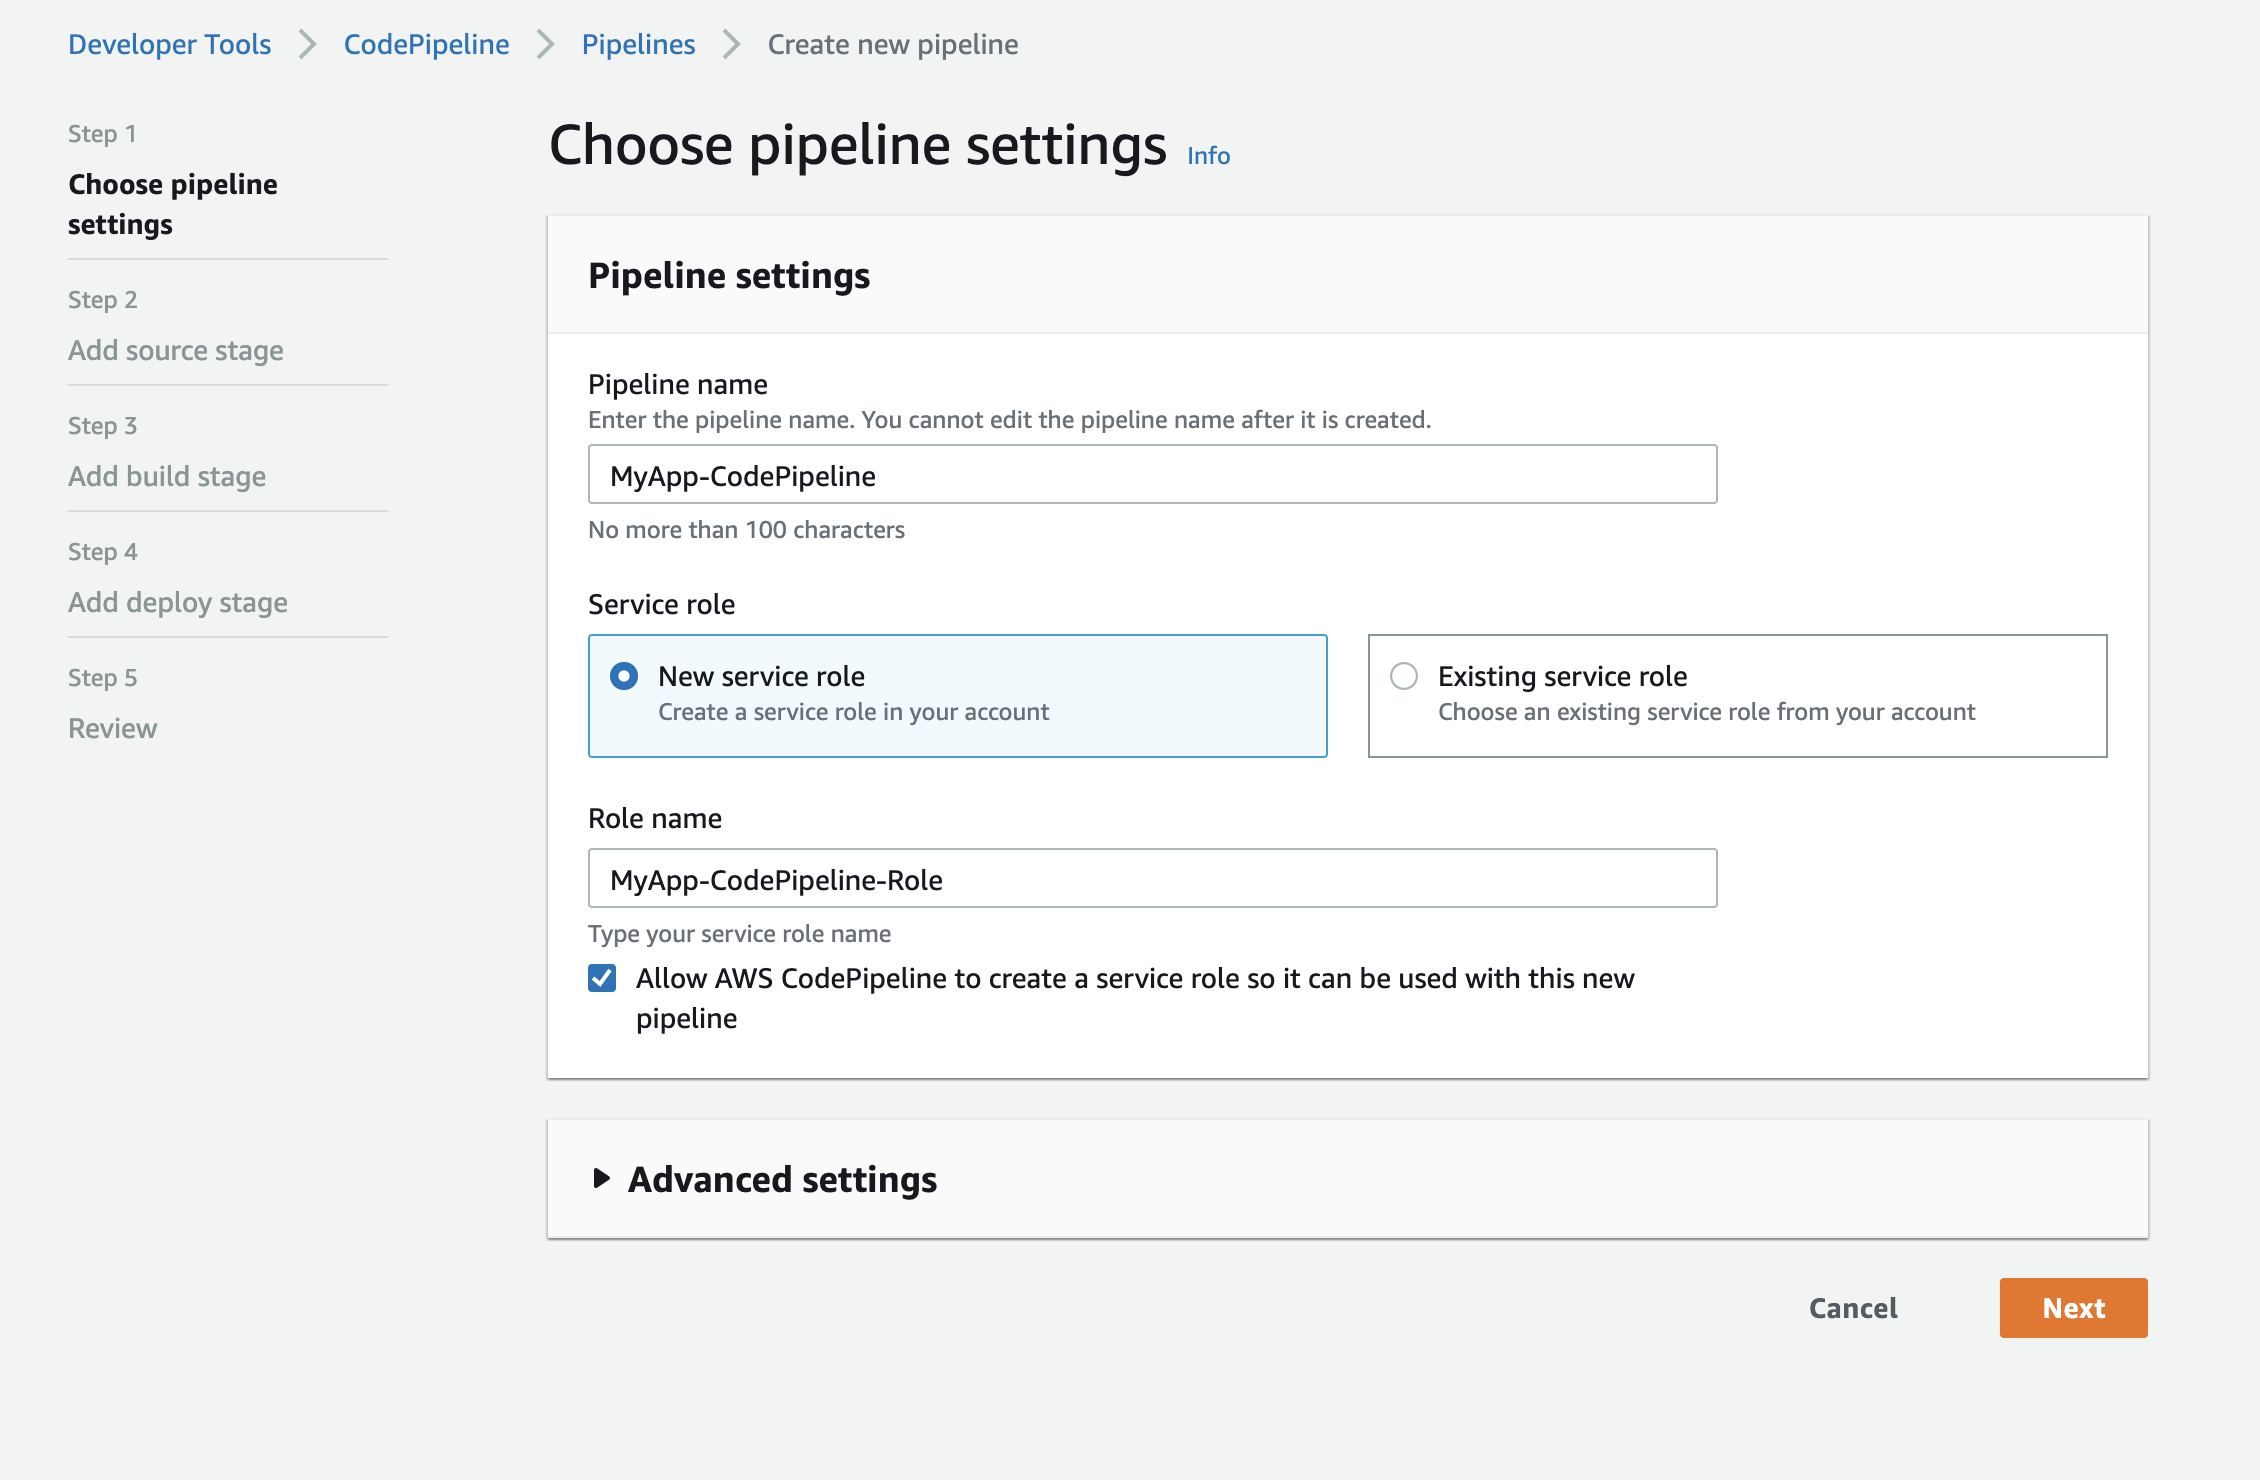 Developer Tools CodePipeline Pipelines Create new pipeline
Step 1
Choose pipeline
settings
Step 2
Add source stage
Step 3
Add build stage
Step 4
Add deploy stage
Step 5
Review
Choose pipeline settings Info
Pipeline settings
Pipeline name
Enter the pipeline name. You cannot edit the pipeline name after it is created.
MyApp-CodePipeline
No more than 100 characters
Service role
New service role
Create a service role in your account
Existing service role
Choose an existing service role from your account
Role name
MyApp-CodePipeline-Role
Type your service role name
Allow AWS CodePipeline to create a service role so it can be used with this new
pipeline
Advanced settings
Cancel Next